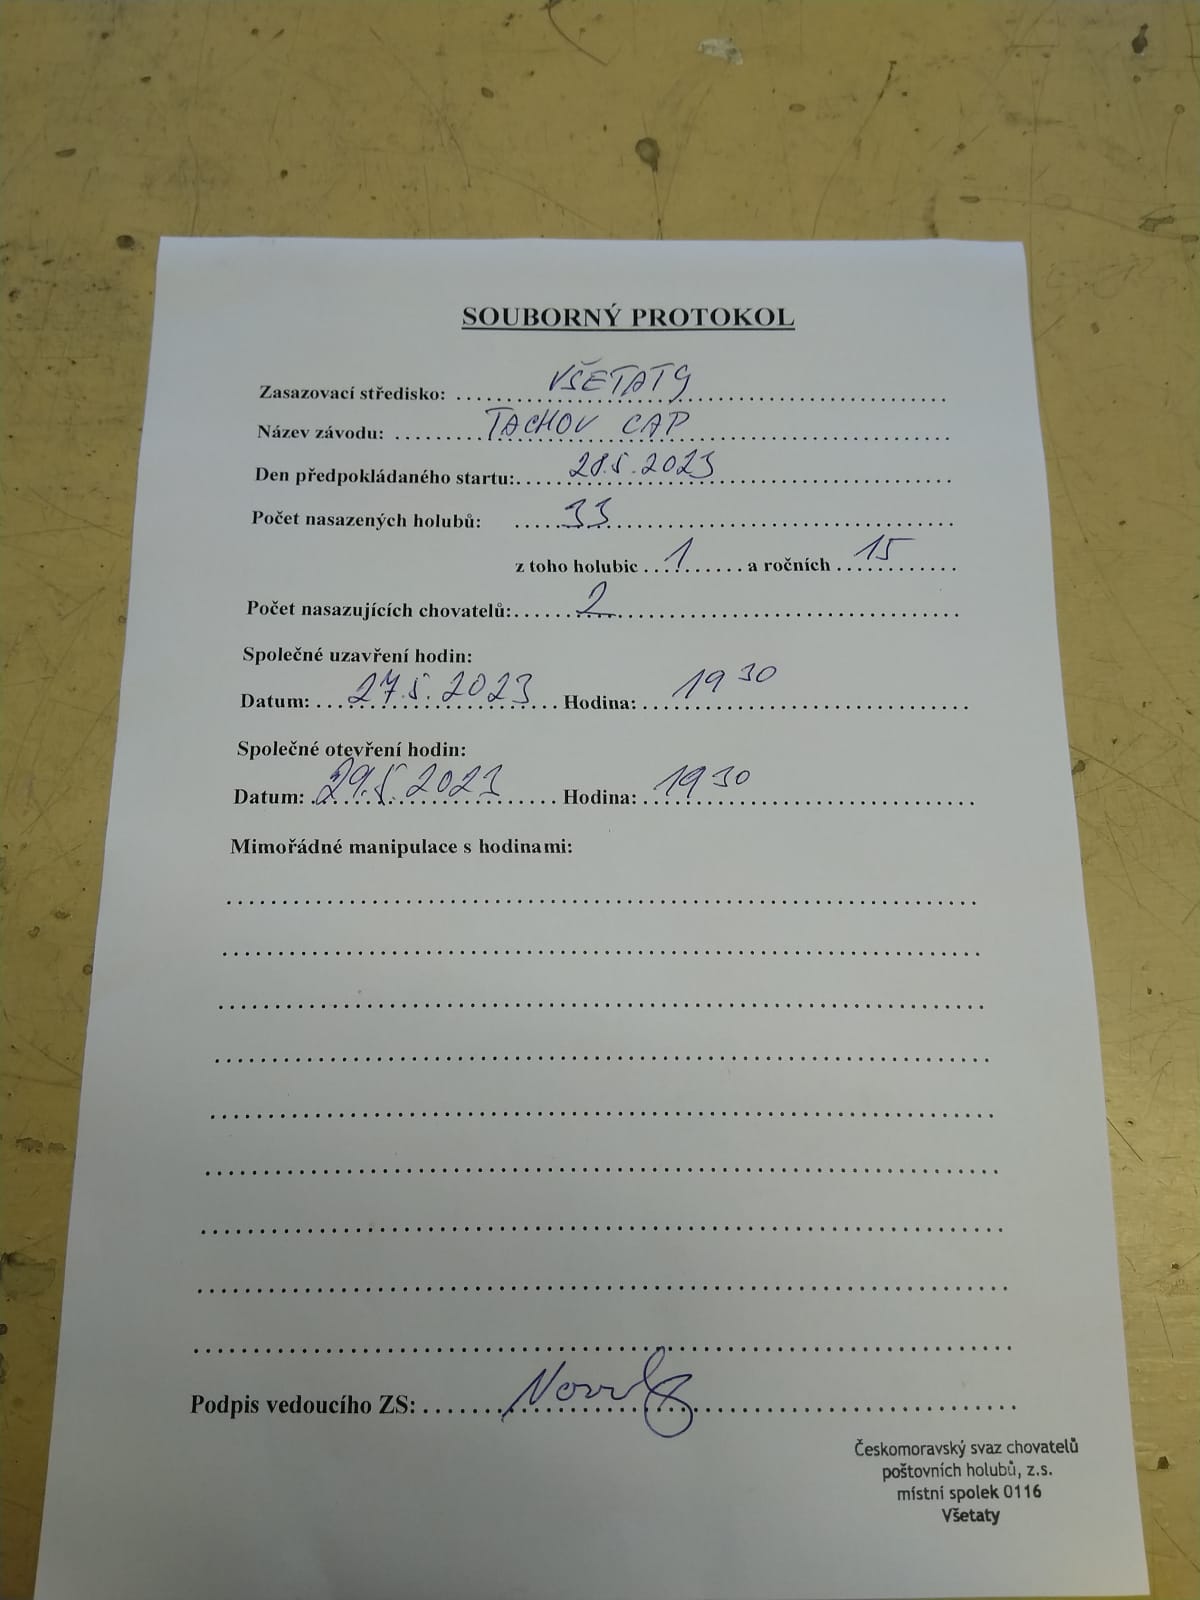 SOUBORNÝ PROTOKOL
Zasazovací středisko: VŠETATY
Název závodu: TACHOV CAP
Den předpokládaného startu: 28.5.2023
Počet nasazených holubů: 33
z toho holubic 1 a ročních 15
Počet nasazujících chovatelů: 2
Společné uzavření hodin:
Datum: 27.5.2023 Hodina: 19 30
Společné otevření hodin:
Datum: 29.5.2023 Hodina: 19 30
Mimořádné manipulace s hodinami:
Podpis vedoucího ZS:
Českomoravský svaz chovatelů
poštovních holubů, z.s.
místní spolek 0116
Všetaty